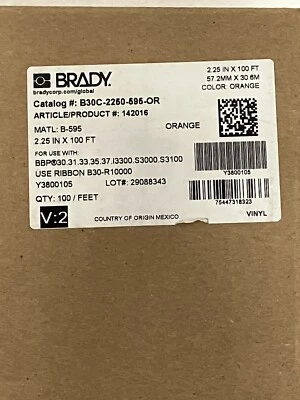 BRADY.
bradycorp.com/global
2.25 IN X 100 FT
57.2MM X 30.6M
COLOR: ORANGE
Catalog #: B30C-2250-595-OR
ARTICLE/PRODUCT #: 142016
MATL: B-595
ORANGE
2.25 IN X 100 FT
FOR USE WITH:
BBP®30.31.33.35.37.I3300.S3000.S3100
USE RIBBON B30-R10000
Y3800105
LOT#: 29088343
Y3800105
QTY: 100 / FEET
75447318323
V:2
COUNTRY OF ORIGIN MEXICO
VINYL